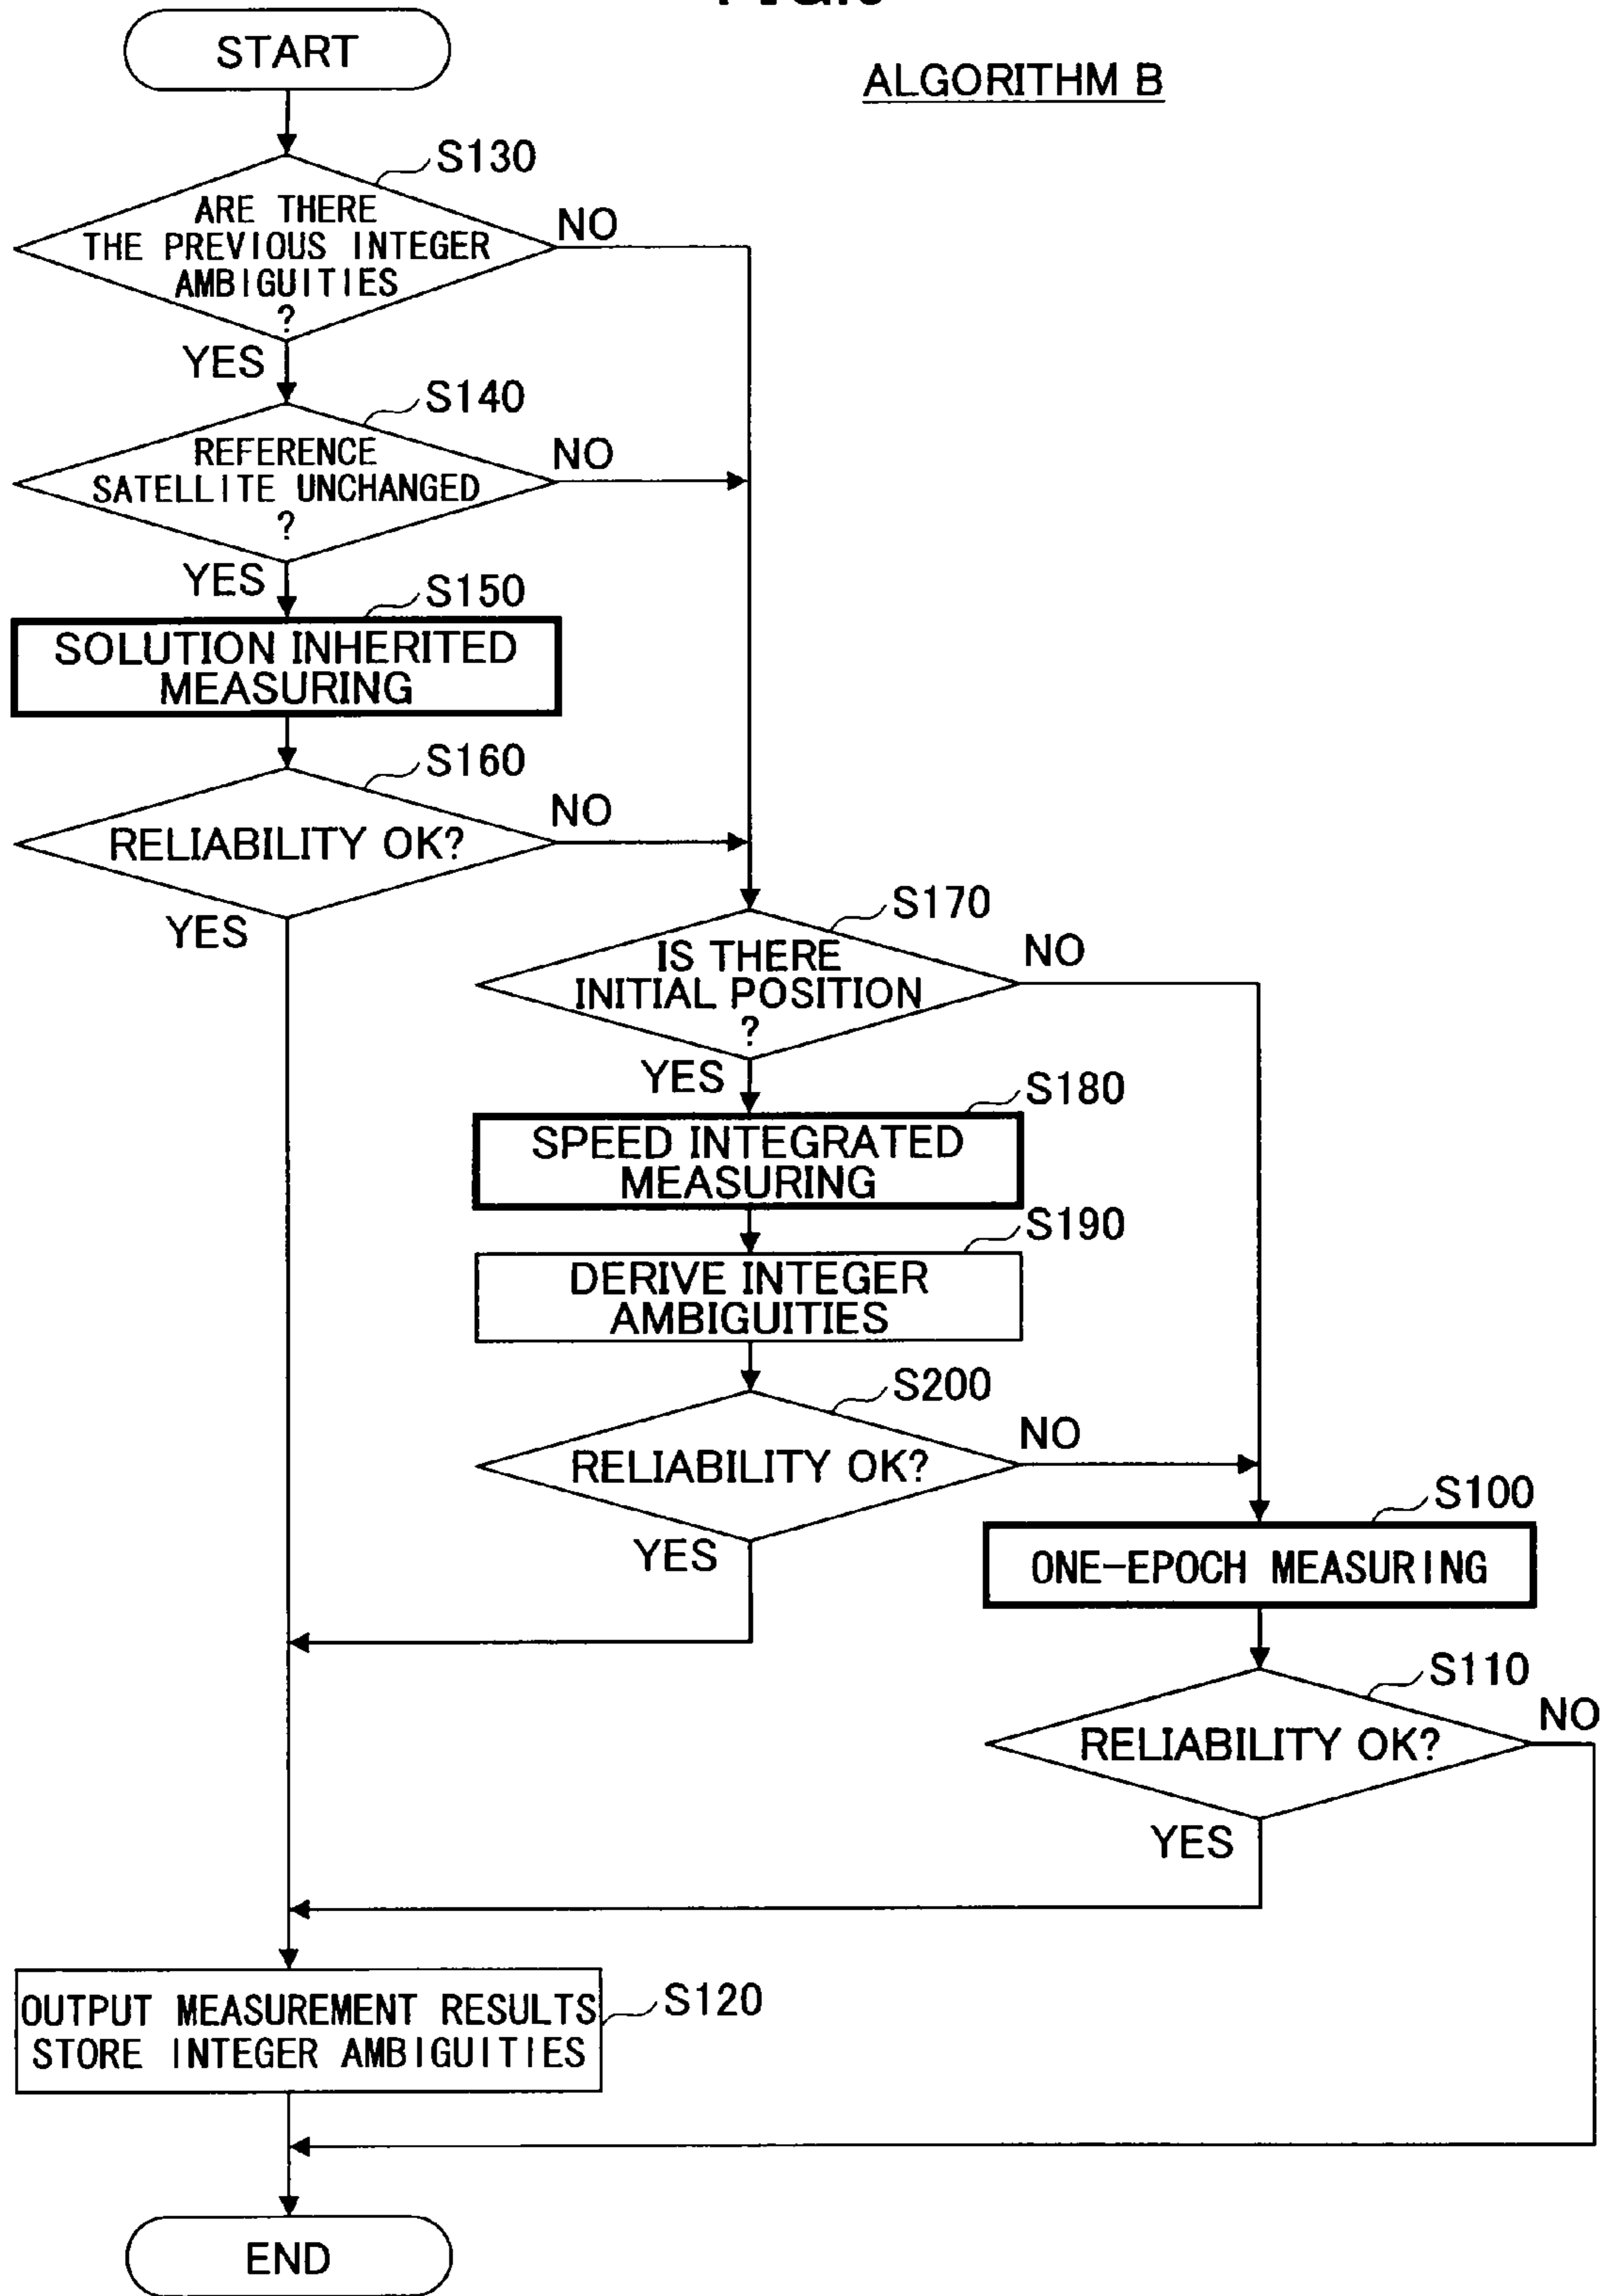 START
ALGORITHM B
S130
ARE THERE
THE PREVIOUS INTEGER
AMBIGUITIES
?
NO
YES
S140
REFERENCE
SATELLITE UNCHANGED
?
NO
YES
S150
SOLUTION INHERITED
MEASURING
S160
RELIABILITY OK?
NO
YES
S170
IS THERE
INITIAL POSITION
?
NO
YES
S180
SPEED INTEGRATED
MEASURING
S190
DERIVE INTEGER
AMBIGUITIES
S200
RELIABILITY OK?
NO
YES
S100
ONE-EPOCH MEASURING
S110
RELIABILITY OK?
NO
YES
S120
OUTPUT MEASUREMENT RESULTS
STORE INTEGER AMBIGUITIES
END